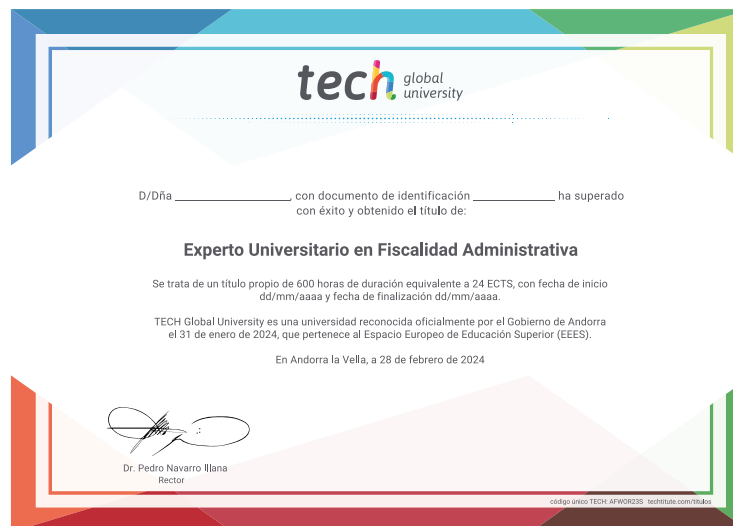 tech global university
D/Dña ______________, con documento de identificación __________ ha superado
con éxito y obtenido el título de:
Experto Universitario en Fiscalidad Administrativa
Se trata de un título propio de 600 horas de duración equivalente a 24 ECTS, con fecha de inicio
dd/mm/aaaa y fecha de finalización dd/mm/aaaa.
TECH Global University es una universidad reconocida oficialmente por el Gobierno de Andorra
el 31 de enero de 2024, que pertenece al Espacio Europeo de Educación Superior (EEES).
En Andorra la Vella, a 28 de febrero de 2024
Dr. Pedro Navarro Illana
Rector
código único TECH: AFWOR23S techtitute.com/titulos